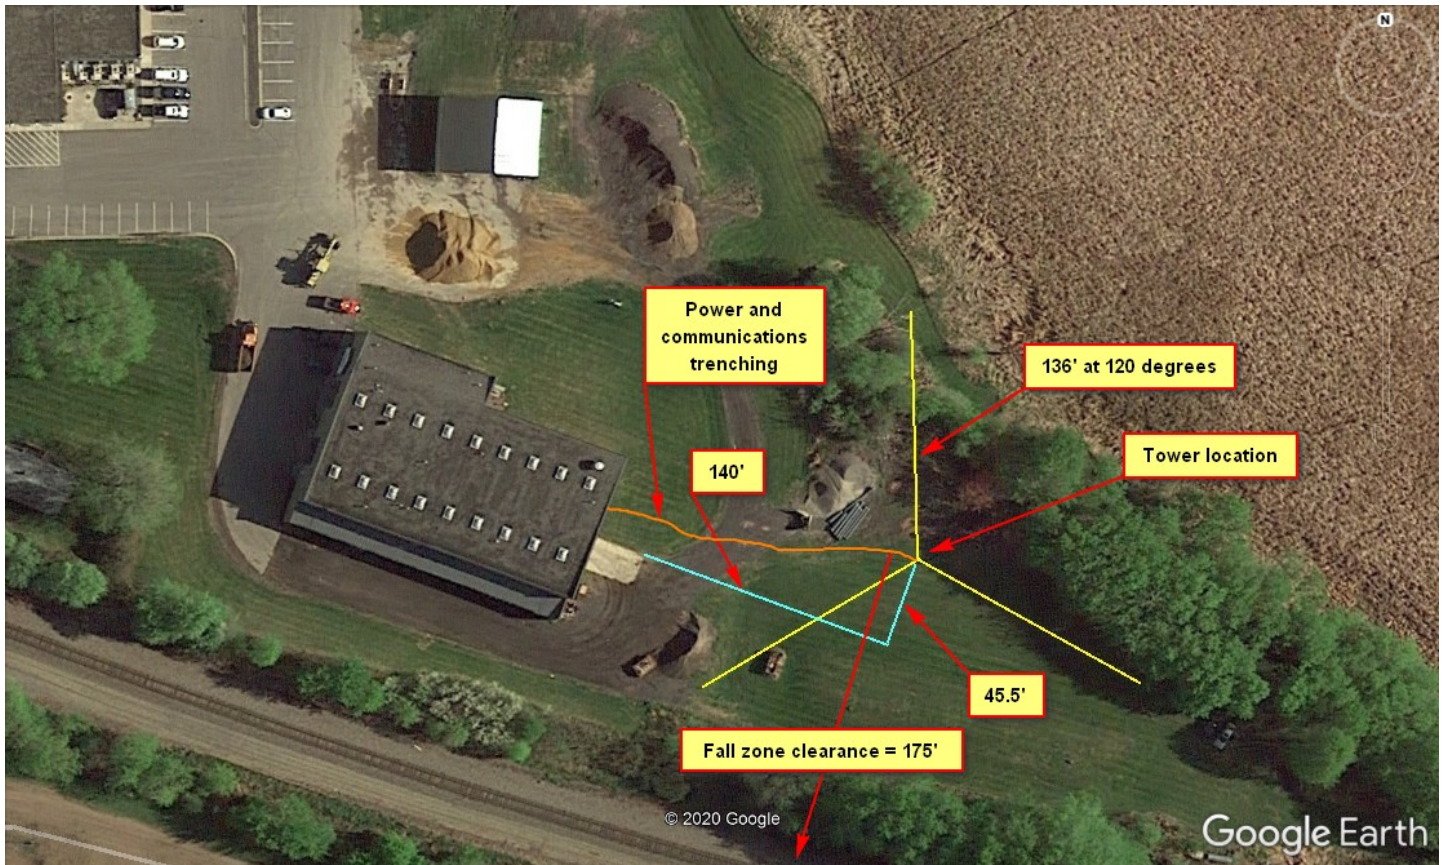 N
Power and
communications
trenching
136' at 120 degrees
Tower location
140'
45.5'
Fall zone clearance = 175'
© 2020 Google
Google Earth